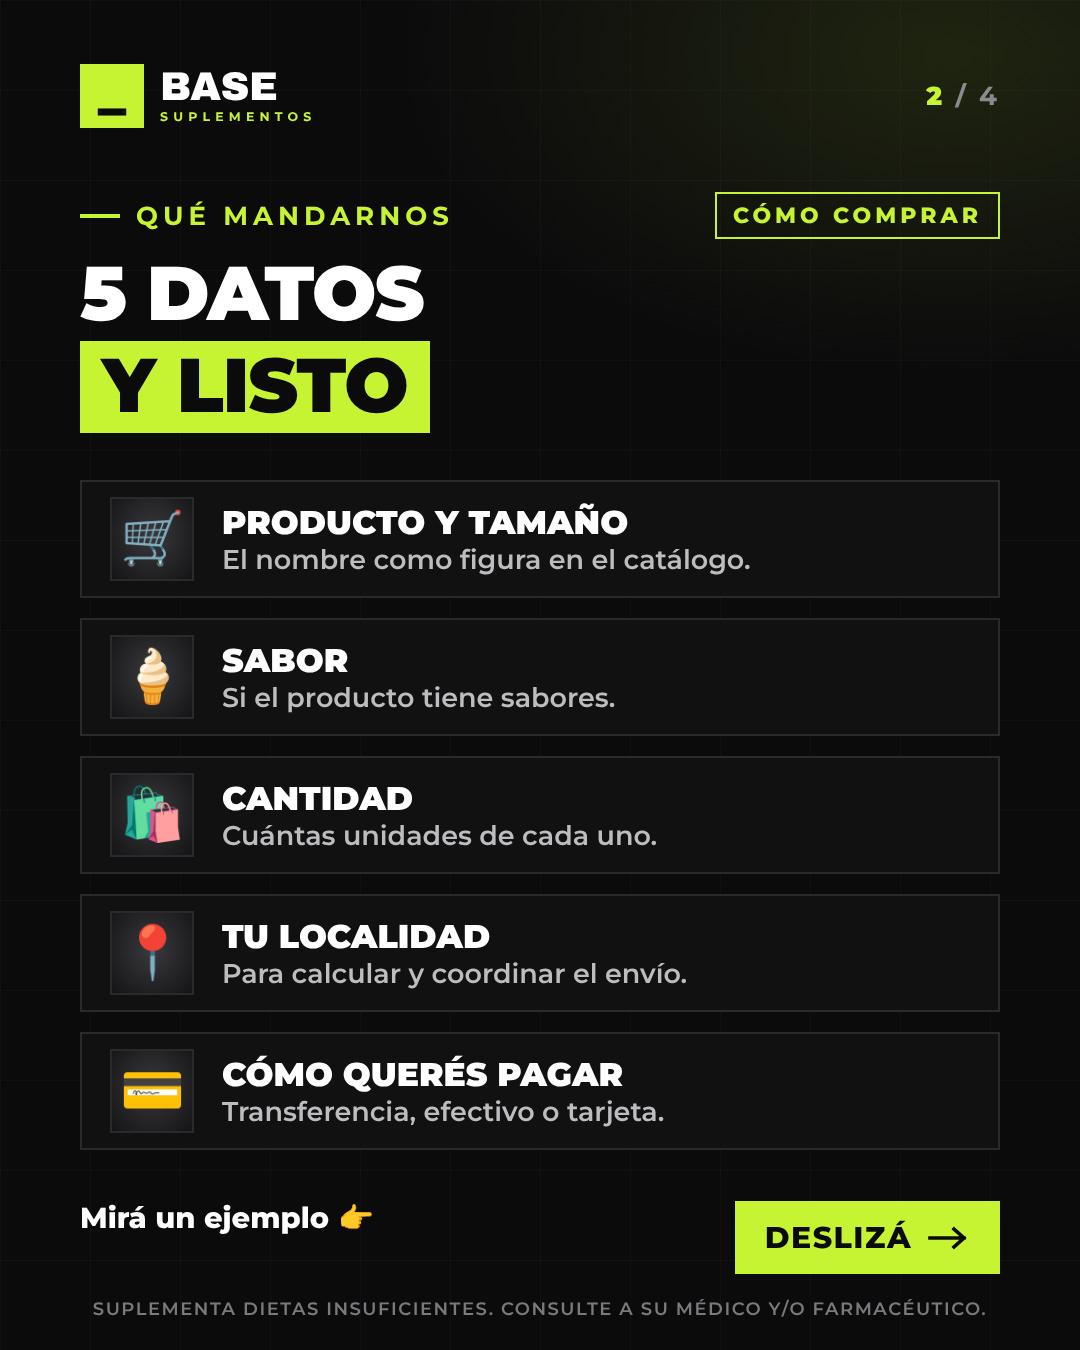 BASE
SUPLEMENTOS
2 / 4
QUÉ MANDARNOS
CÓMO COMPRAR
5 DATOS
Y LISTO
PRODUCTO Y TAMAÑO
El nombre como figura en el catálogo.
SABOR
Si el producto tiene sabores.
CANTIDAD
Cuántas unidades de cada uno.
TU LOCALIDAD
Para calcular y coordinar el envío.
CÓMO QUERÉS PAGAR
Transferencia, efectivo o tarjeta.
Mirá un ejemplo 👉
DESLIZÁ →
SUPLEMENTA DIETAS INSUFICIENTES. CONSULTE A SU MÉDICO Y/O FARMACÉUTICO.